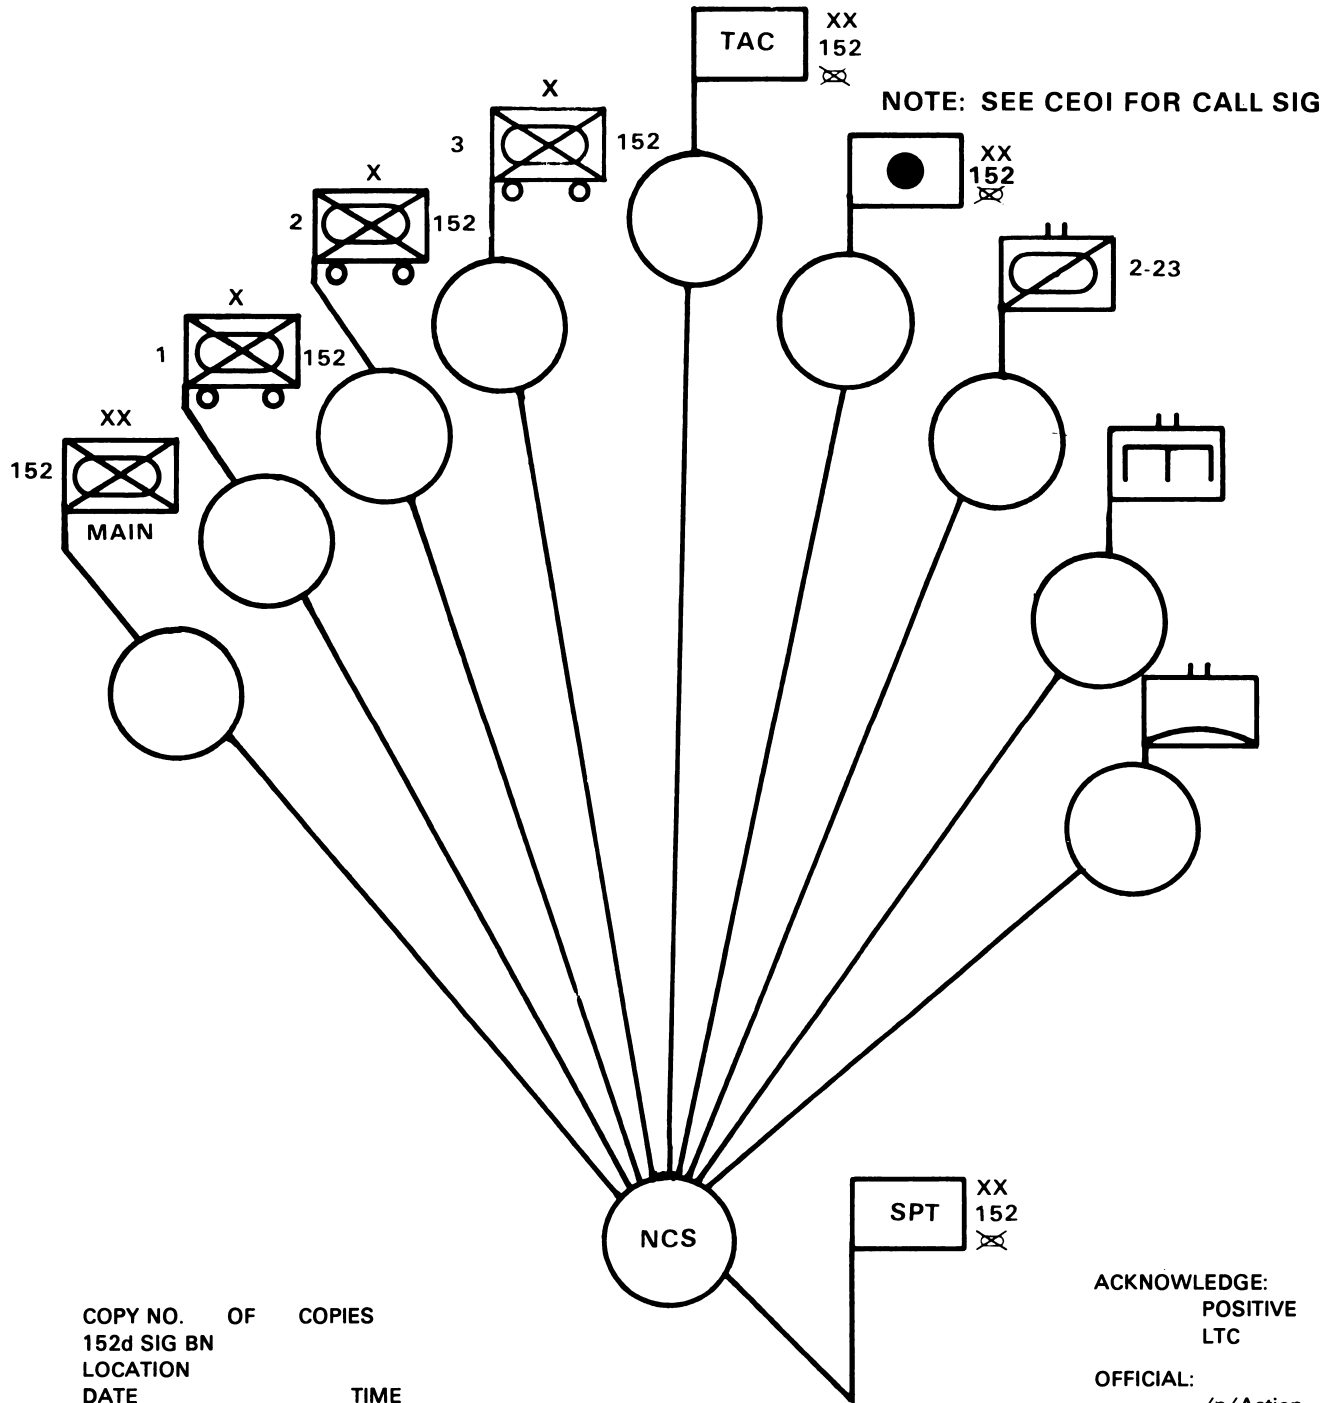 TAC
XX
152
NOTE: SEE CEOI FOR CALL SIG
X
3
152
XX
152
X
2
152
2-23
X
1
152
XX
152
MAIN
NCS
SPT
XX
152
ACKNOWLEDGE:
POSITIVE
LTC
OFFICIAL:
COPY NO. OF COPIES
152d SIG BN
LOCATION
DATE TIME